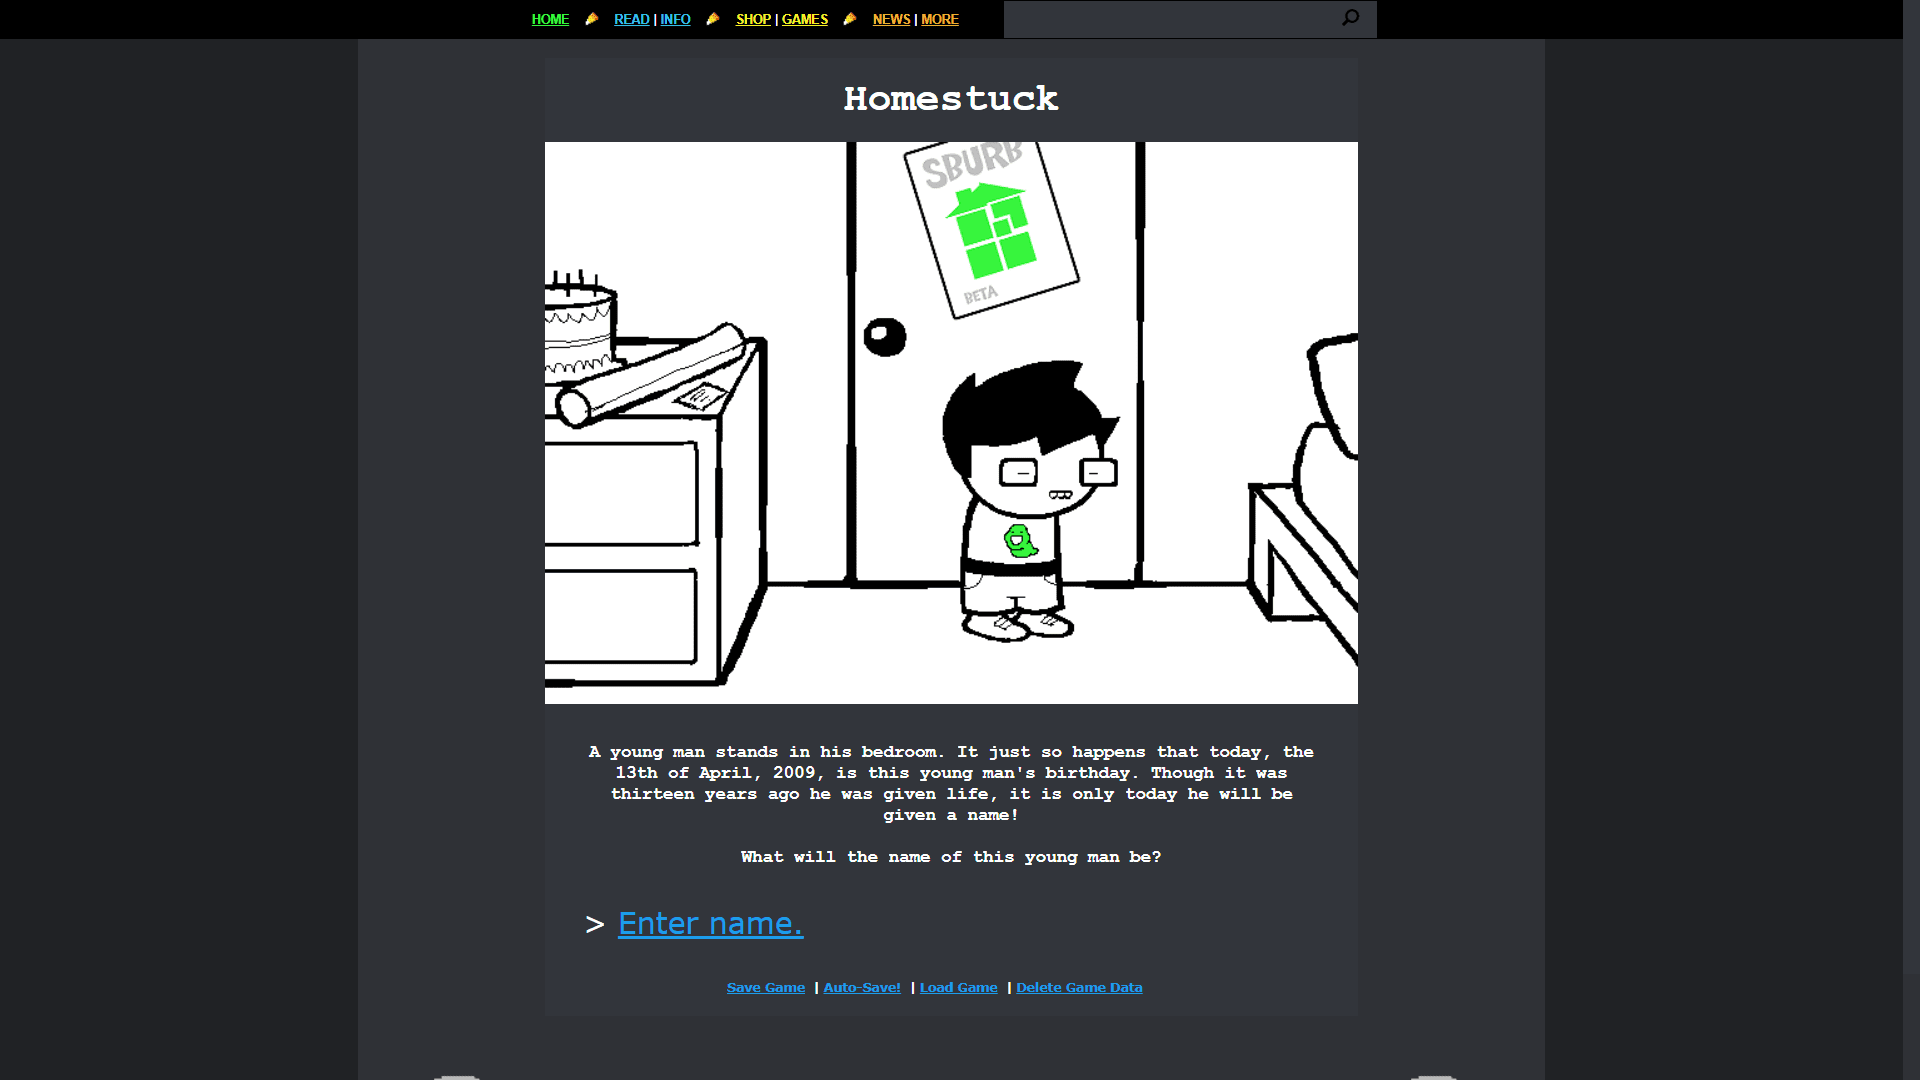 HOME READ | INFO SHOP | GAMES NEWS | MORE
Homestuck
SBURB
BETA
A young man stands in his bedroom. It just so happens that today, the
13th of April, 2009, is this young man's birthday. Though it was
thirteen years ago he was given life, it is only today he will be
given a name!
What will the name of this young man be?
> Enter name.
Save Game | Auto-Save! | Load Game | Delete Game Data